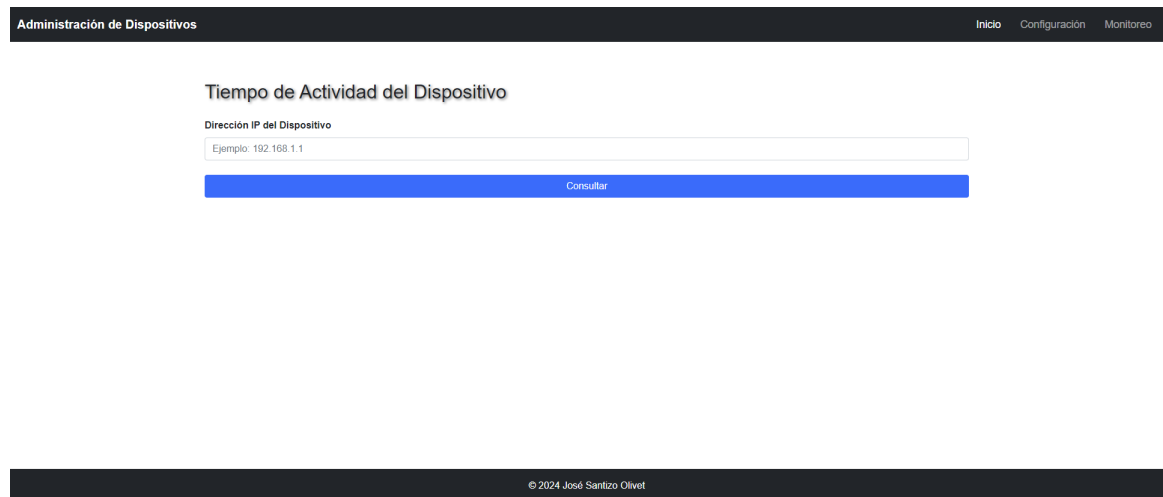 Administración de Dispositivos
Inicio Configuración Monitoreo
Tiempo de Actividad del Dispositivo
Dirección IP del Dispositivo
Ejemplo: 192.168.1.1
Consultar
© 2024 José Santizo Olivet